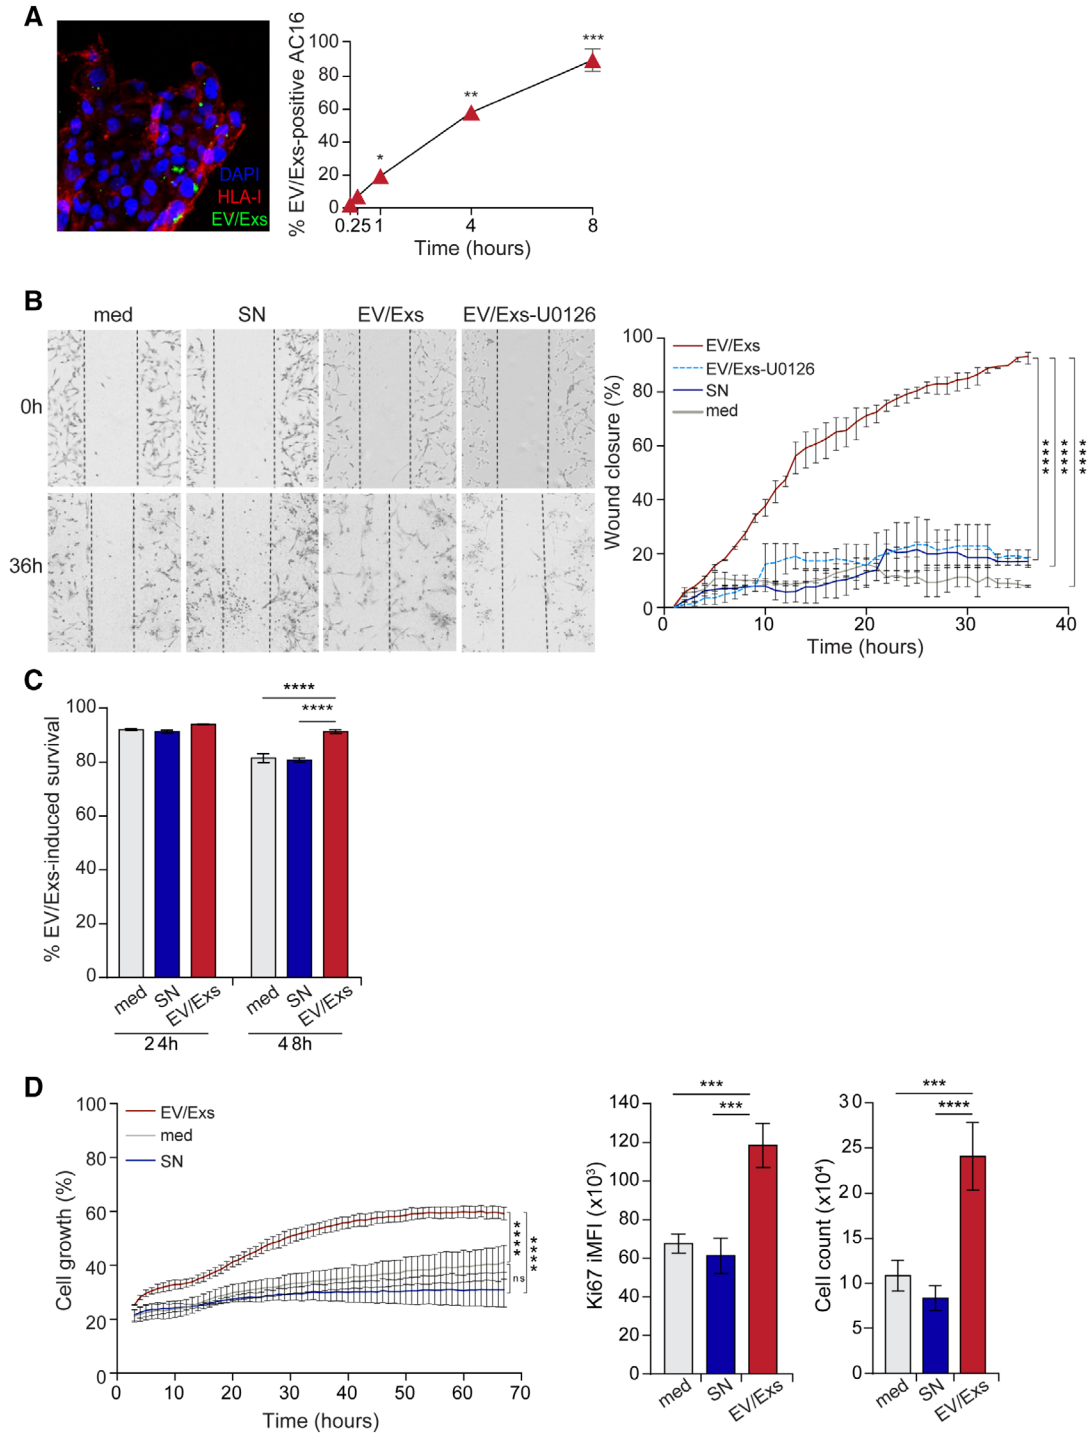 A
DAPI
HLA-I
EV/Exs
% EV/Exs-positive AC16
100
80
60
40
20
0
*
**
***
0.25 1 4 8
Time (hours)
B
med SN EV/Exs EV/Exs-U0126
0h
36h
Wound closure (%)
100
80
60
40
20
0
EV/Exs
EV/Exs-U0126
SN
med
**** **** ****
0 10 20 30 40
Time (hours)
C
% EV/Exs-induced survival
100
80
60
40
20
0
****
****
med SN EV/Exs med SN EV/Exs
24h 48h
D
Cell growth (%)
100
80
60
40
20
0
EV/Exs
med
SN
**** ****
ns
0 10 20 30 40 50 60 70
Time (hours)
Ki67 iMFI (x10³)
140
120
100
80
60
40
20
0
***
***
med SN EV/Exs
Cell count (x10⁴)
30
25
20
15
10
5
0
***
****
med SN EV/Exs